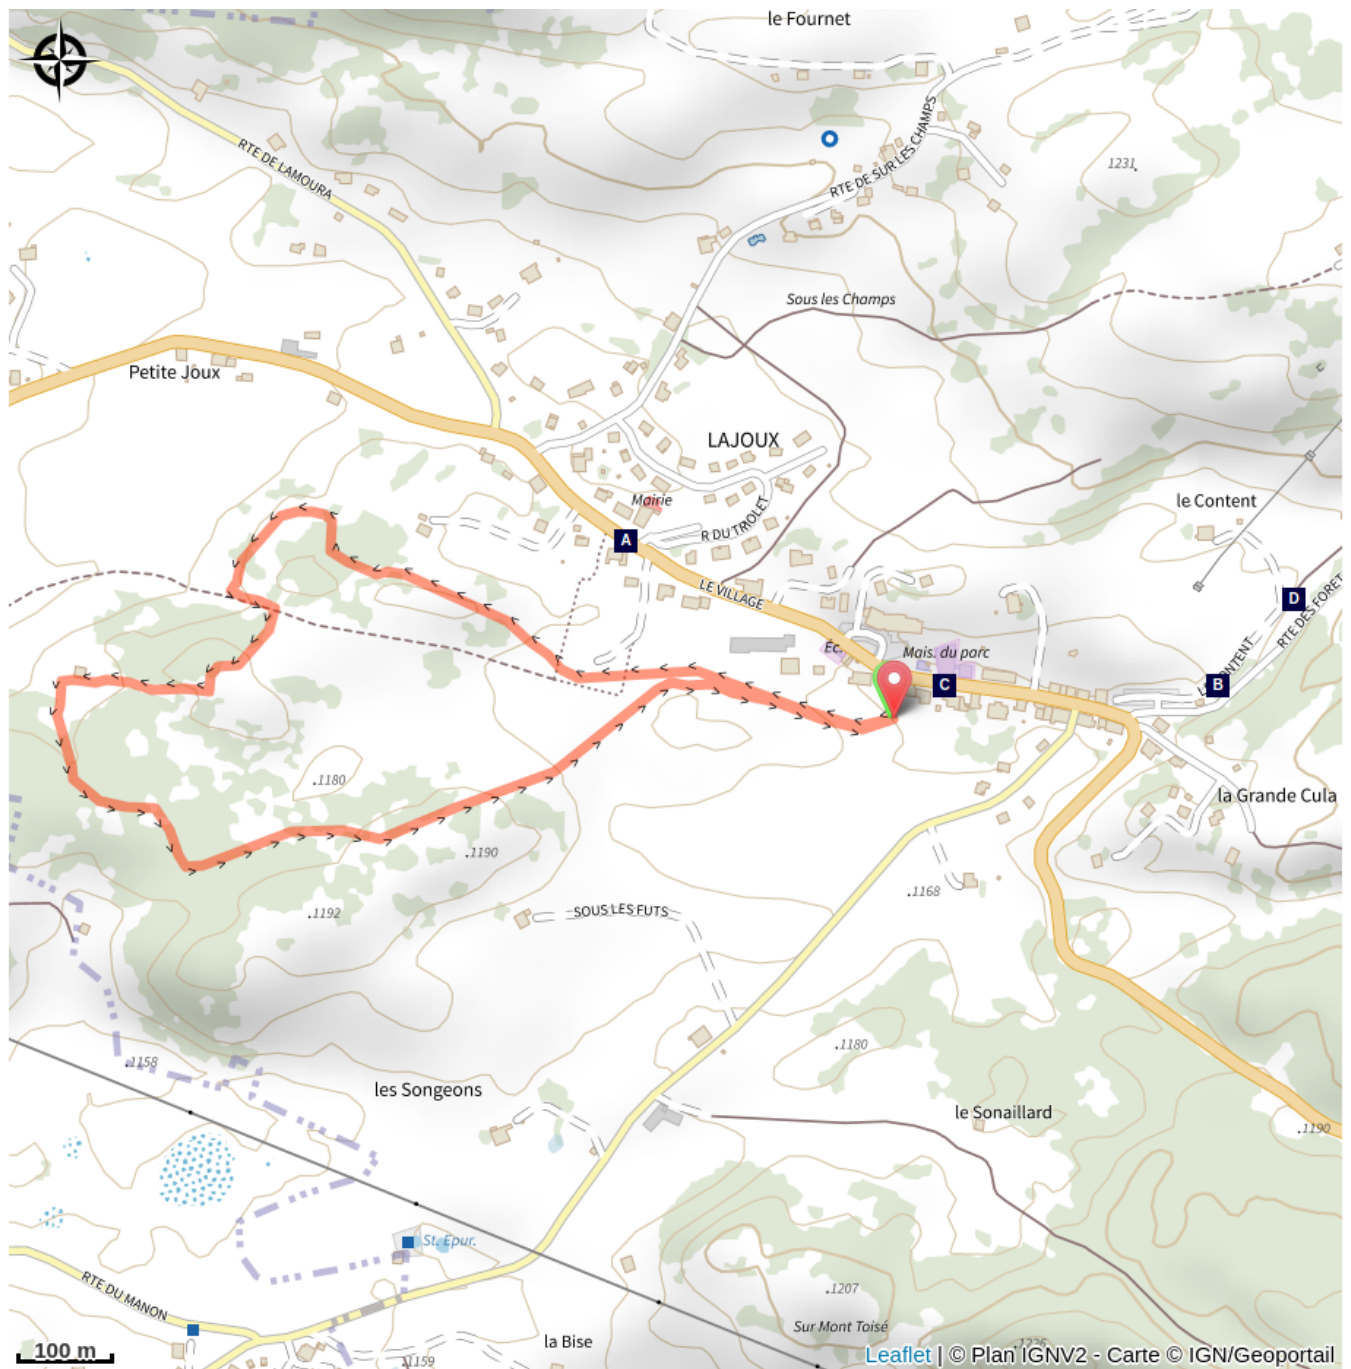 le Fournet
RTE DE LAMOURA
RTE DE SUR LES CHAMPS
1231
Sous les Champs
Petite Joux
LAJOUX
Mairie
le Content
R DU TRIOLET
A
LE VILLAGE
D
RTE DES FORET
Éc.
Mais. du parc
C
B
la Grande Cula
.1180
.1190
.1168
.1192
SOUS LES FUTS
.1180
.1158
les Songeons
le Sonaillard
.1190
St. Epur.
RTE DU MANON
.1207
Sur Mont Toisé
la Bise
1226
.1159
100 m
Leaflet | © Plan IGNV2 - Carte © IGN/Geoportail